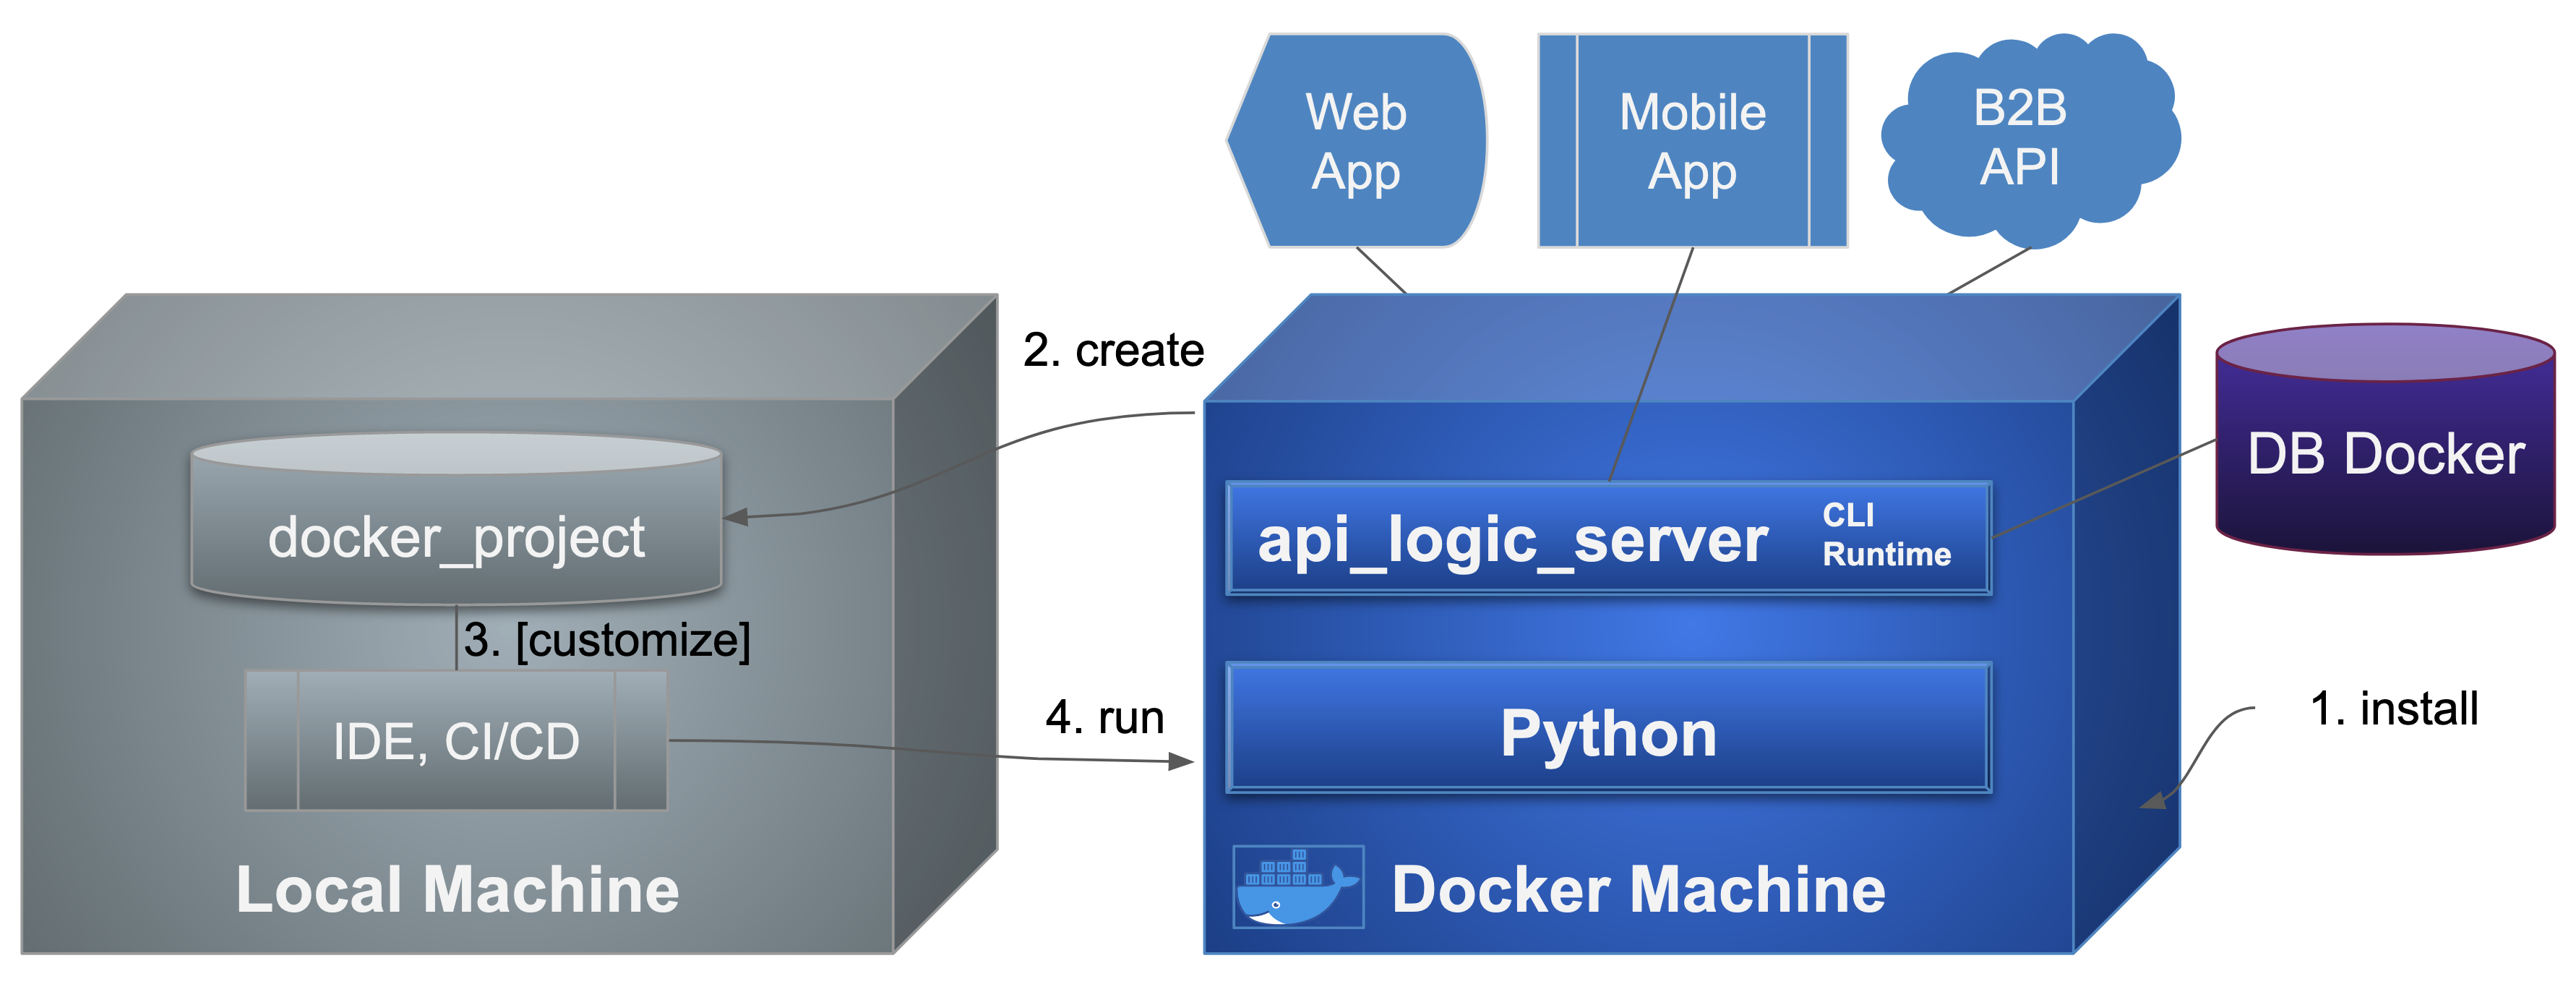 Web
App
Mobile
App
B2B
API
2. create
docker_project
3. [customize]
IDE, CI/CD
Local Machine
4. run
api_logic_server
CLI
Runtime
Python
Docker Machine
DB Docker
1. install